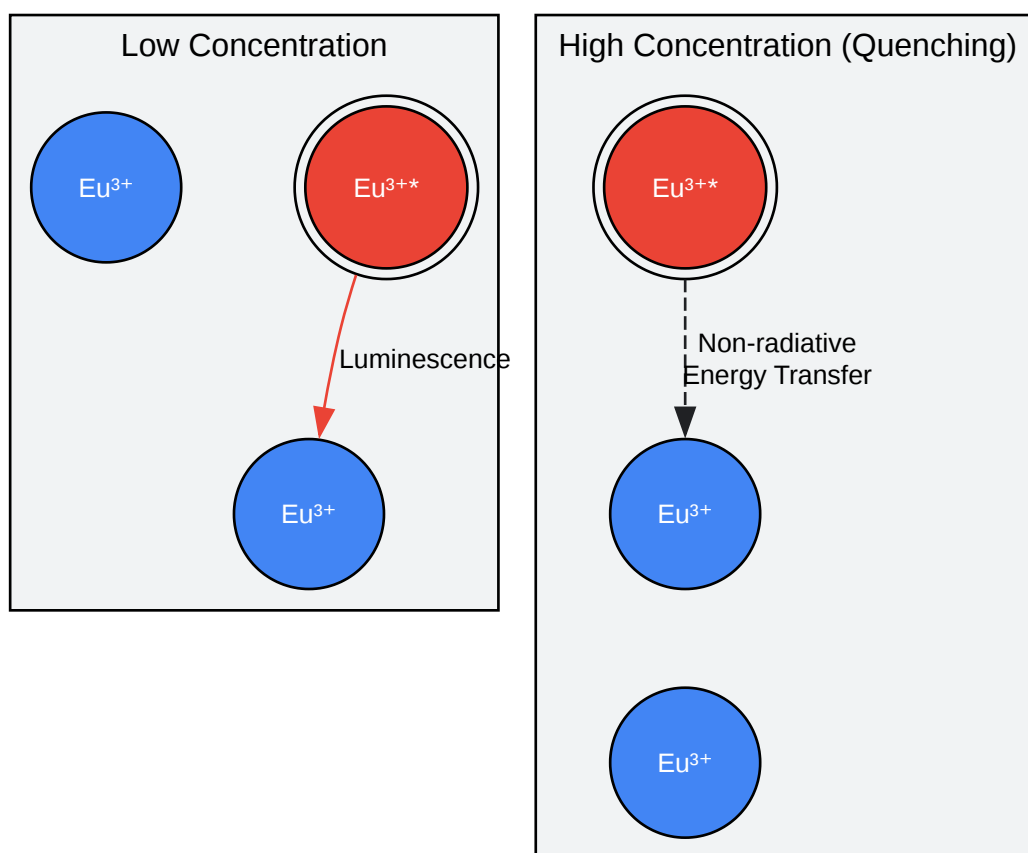 Low Concentration
Eu³⁺
Eu³⁺*
Luminescence
Eu³⁺
High Concentration (Quenching)
Eu³⁺*
Non-radiative
Energy Transfer
Eu³⁺
Eu³⁺